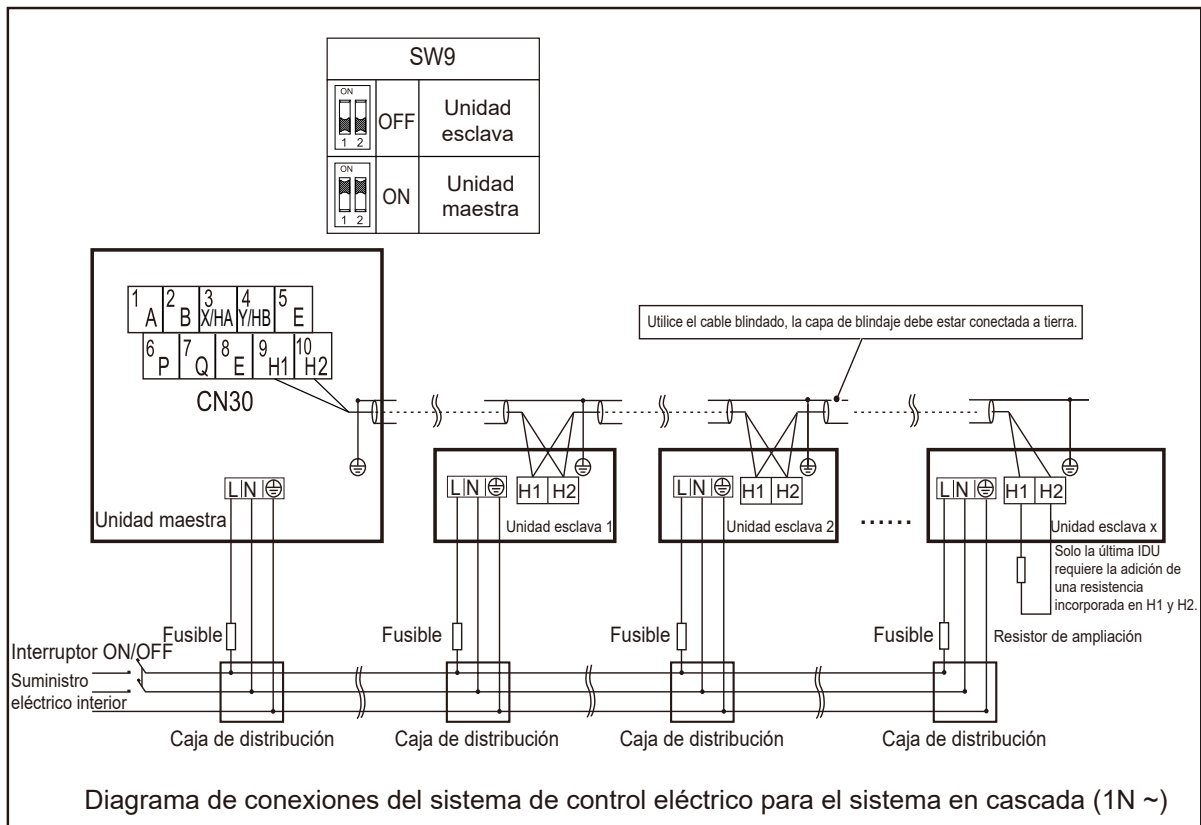 SW9
ON
1 2
OFF
Unidad
esclava
ON
1 2
ON
Unidad
maestra
1 A 2 B 3 X/HA 4 Y/HB 5 E
6 P 7 Q 8 E 9 H1 10 H2
CN30
Utilice el cable blindado, la capa de blindaje debe estar conectada a tierra.
L N
Unidad maestra
L N
H1 H2
Unidad esclava 1
L N
H1 H2
Unidad esclava 2
......
L N
H1 H2
Unidad esclava x
Solo la última IDU
requiere la adición de
una resistencia
incorporada en H1 y H2.
Resistor de ampliación
Fusible
Fusible
Fusible
Fusible
Interruptor ON/OFF
Suministro
eléctrico interior
Caja de distribución
Caja de distribución
Caja de distribución
Caja de distribución
Diagrama de conexiones del sistema de control eléctrico para el sistema en cascada (1N ~)